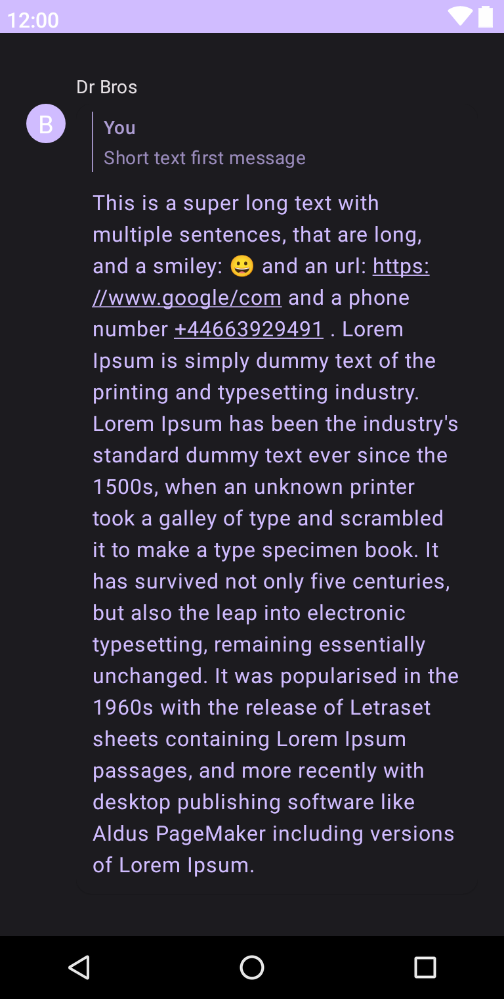 12:00
Dr Bros
B
You
Short text first message
This is a super long text with
multiple sentences, that are long,
and a smiley: 😀 and an url: https:
//www.google/com and a phone
number +44663929491 . Lorem
Ipsum is simply dummy text of the
printing and typesetting industry.
Lorem Ipsum has been the industry's
standard dummy text ever since the
1500s, when an unknown printer
took a galley of type and scrambled
it to make a type specimen book. It
has survived not only five centuries,
but also the leap into electronic
typesetting, remaining essentially
unchanged. It was popularised in the
1960s with the release of Letraset
sheets containing Lorem Ipsum
passages, and more recently with
desktop publishing software like
Aldus PageMaker including versions
of Lorem Ipsum.